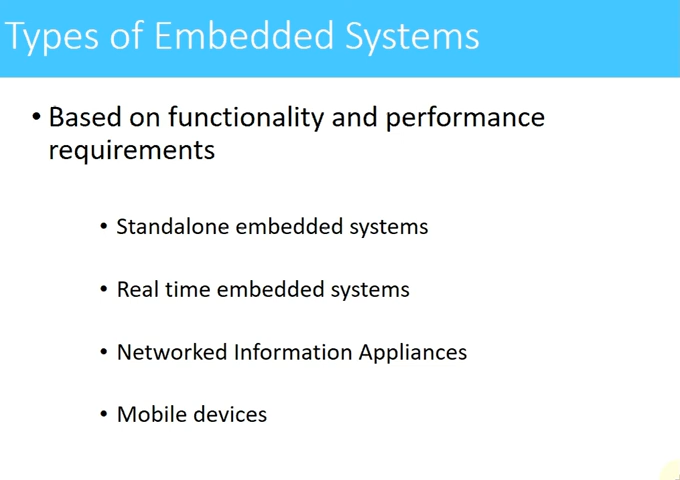 Types of Embedded Systems
• Based on functionality and performance
requirements
• Standalone embedded systems
• Real time embedded systems
• Networked Information Appliances
• Mobile devices